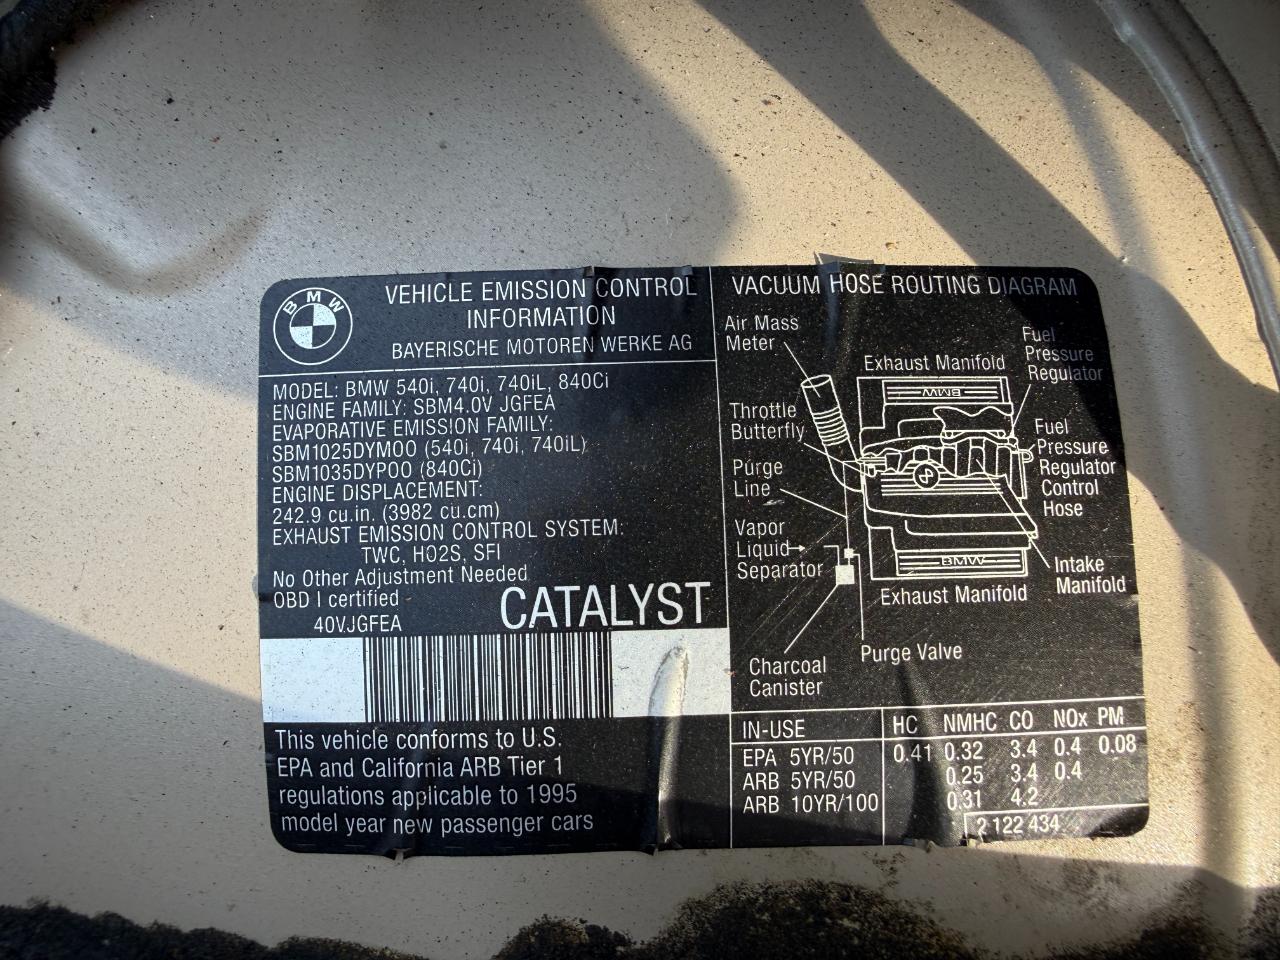 BMW
VEHICLE EMISSION CONTROL
INFORMATION
BAYERISCHE MOTOREN WERKE AG
MODEL: BMW 540i, 740i, 740iL, 840Ci
ENGINE FAMILY: SBM4.0V JGFEA
EVAPORATIVE EMISSION FAMILY:
SBM1025DYM00 (540i, 740i, 740iL)
SBM1035DYP00 (840Ci)
ENGINE DISPLACEMENT:
242.9 cu.in. (3982 cu.cm)
EXHAUST EMISSION CONTROL SYSTEM:
TWC, HO2S, SFI
No Other Adjustment Needed
OBD I certified
40VJGFEA
CATALYST
This vehicle conforms to U.S.
EPA and California ARB Tier 1
regulations applicable to 1995
model year new passenger cars
VACUUM HOSE ROUTING DIAGRAM
Air Mass
Meter
Exhaust Manifold
Fuel
Pressure
Regulator
BMW
Throttle
Butterfly
Fuel
Pressure
Regulator
Control
Hose
Purge
Line
Vapor
Liquid
Separator
BMW
Intake
Manifold
Exhaust Manifold
Purge Valve
Charcoal
Canister
IN-USE HC NMHC CO NOx PM
EPA 5YR/50 0.41 0.32 3.4 0.4 0.08
ARB 5YR/50 0.25 3.4 0.4
ARB 10YR/100 0.31 4.2
2 122 434